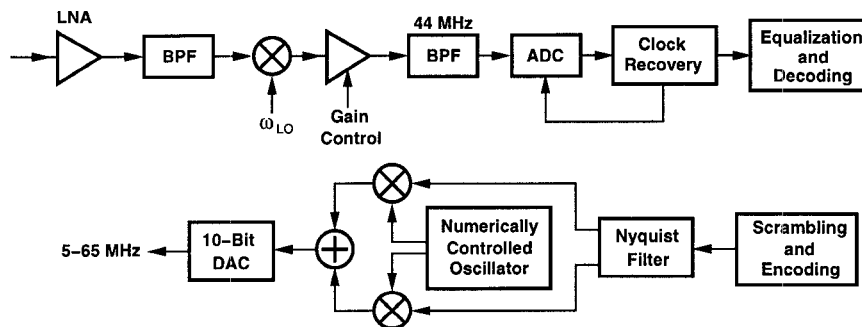 LNA
BPF
ω LO
Gain
Control
44 MHz
BPF
ADC
Clock
Recovery
Equalization
and
Decoding
5–65 MHz
10–Bit
DAC
Numerically
Controlled
Oscillator
Nyquist
Filter
Scrambling
and
Encoding